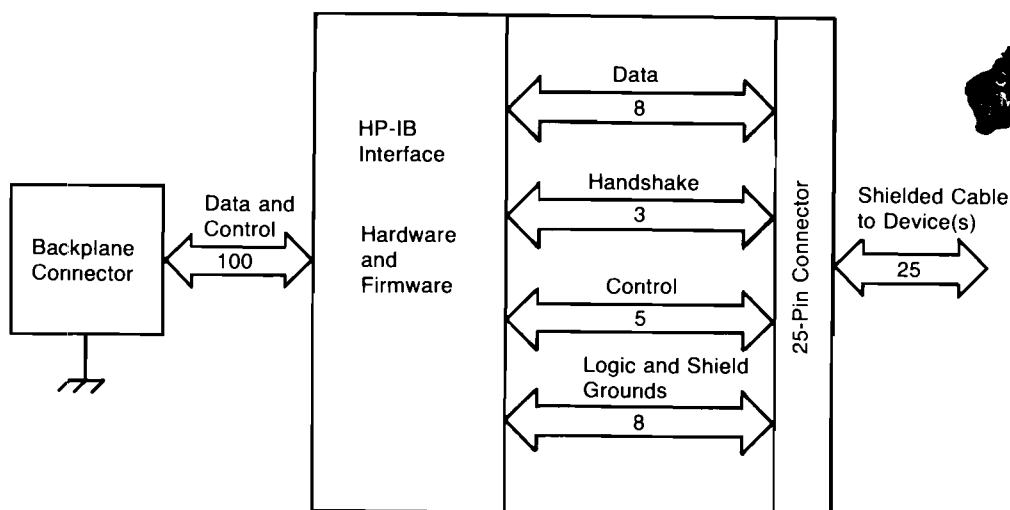 Backplane
Connector
Data and
Control
100
HP-IB
Interface
Hardware
and
Firmware
Data
8
Handshake
3
Control
5
Logic and Shield
Grounds
8
25-Pin Connector
Shielded Cable
to Device(s)
25